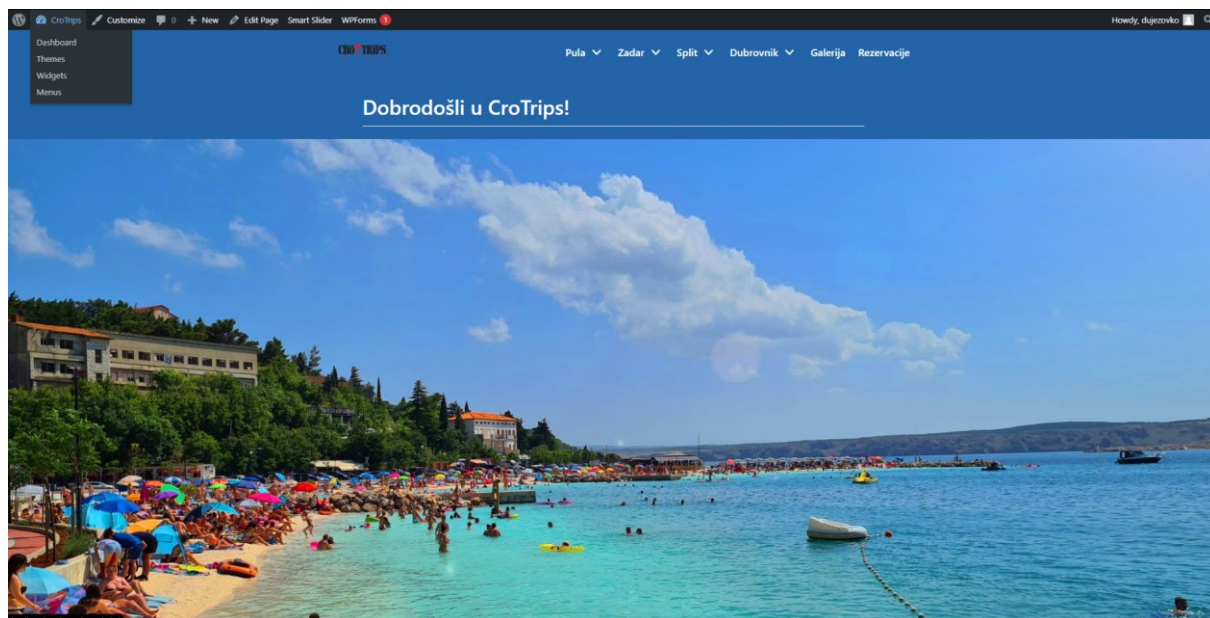 CroTrips Customize 0 New Edit Page Smart Slider WPForms 1 Howdy, dujezovko
Dashboard
Themes
Widgets
Menus
CROTRIPS
Pula Zadar Split Dubrovnik Galerija Rezervacije
Dobrodošli u CroTrips!